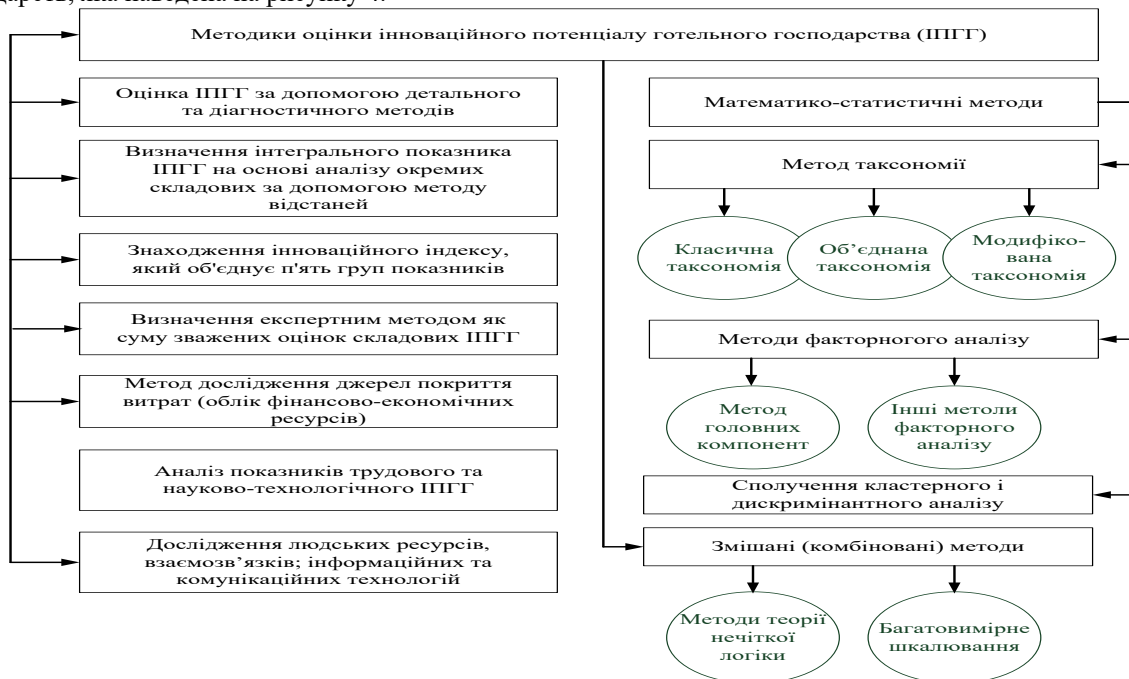 Методики оцінки інноваційного потенціалу готельного господарства (ІПГГ)
Оцінка ІПГГ за допомогою детального
та діагностичного методів
Визначення інтегрального показника
ІПГГ на основі аналізу окремих
складових за допомогою методу
відстаней
Знаходження інноваційного індексу,
який об'єднує п'ять груп показників
Визначення експертним методом як
суму зважених оцінок складових ІПГГ
Метод дослідження джерел покриття
витрат (облік фінансово-економічних
ресурсів)
Аналіз показників трудового та
науково-технологічного ІПГГ
Дослідження людських ресурсів,
взаємозв’язків; інформаційних та
комунікаційних технологій
Математико-статистичні методи
Метод таксономії
Класична
таксономія
Об’єднана
таксономія
Модифіко-
вана
таксономія
Методи факторного аналізу
Метод
головних
компонент
Інші метоли
факторного
аналізу
Сполучення кластерного і
дискримінантного аналізу
Змішані (комбіновані) методи
Методи теорії
нечіткої
логіки
Багатовимірне
шкалювання